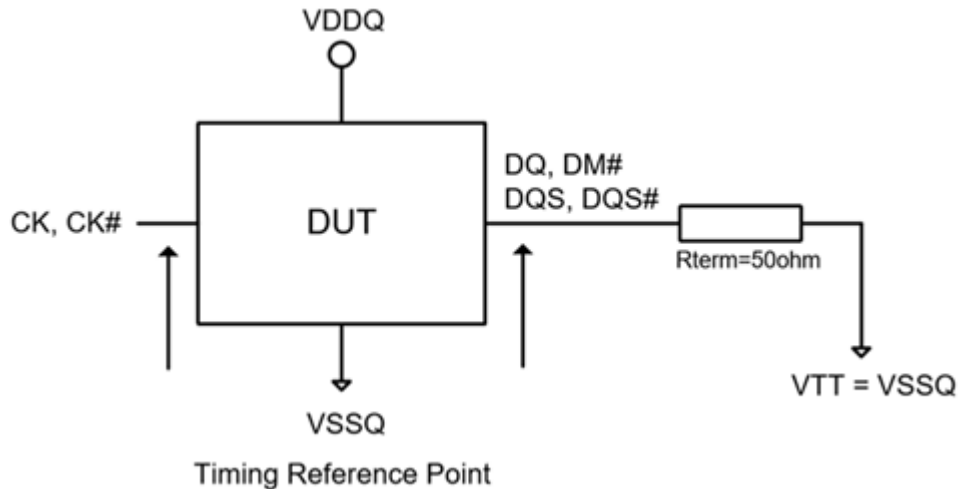 VDDQ
DQ, DM#
DQS, DQS#
CK, CK#
DUT
Rterm=50ohm
VTT = VSSQ
VSSQ
Timing Reference Point